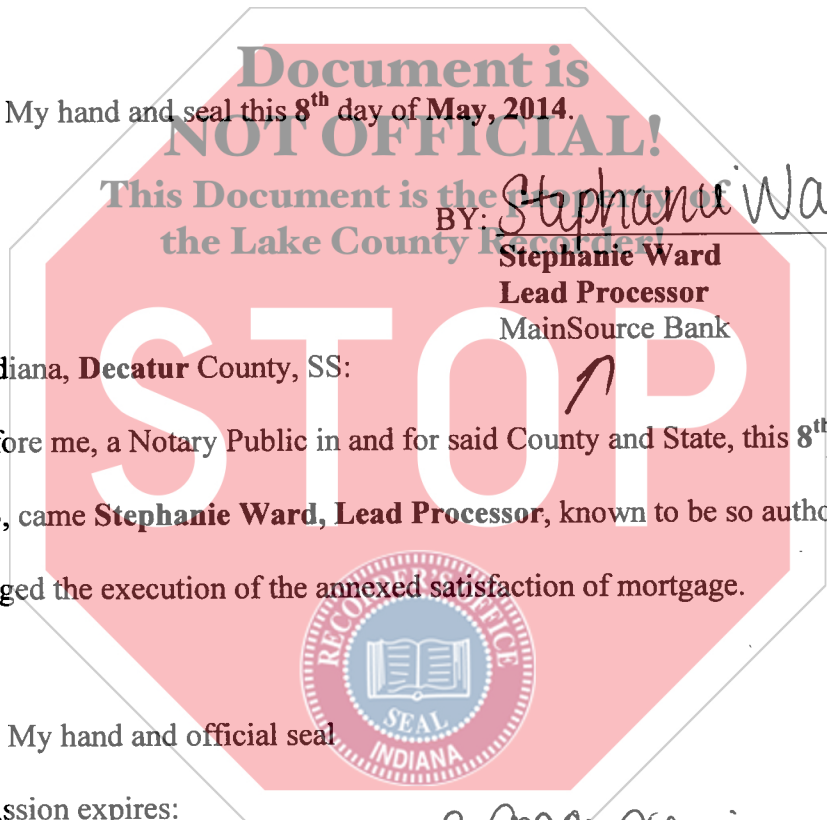 Document is
My hand and seal this 8th day of May, 2014.
NOT OFFICIAL!
This Document is the property of
BY: Stephanie Wa
the Lake County Recorder!
Stephanie Ward
Lead Processor
MainSource Bank
STOP
diana, Decatur County, SS:
fore me, a Notary Public in and for said County and State, this 8th
, came Stephanie Ward, Lead Processor, known to be so autho
ged the execution of the annexed satisfaction of mortgage.
RECORDER'S OFFICE
SEAL
INDIANA
My hand and official seal
ssion expires: